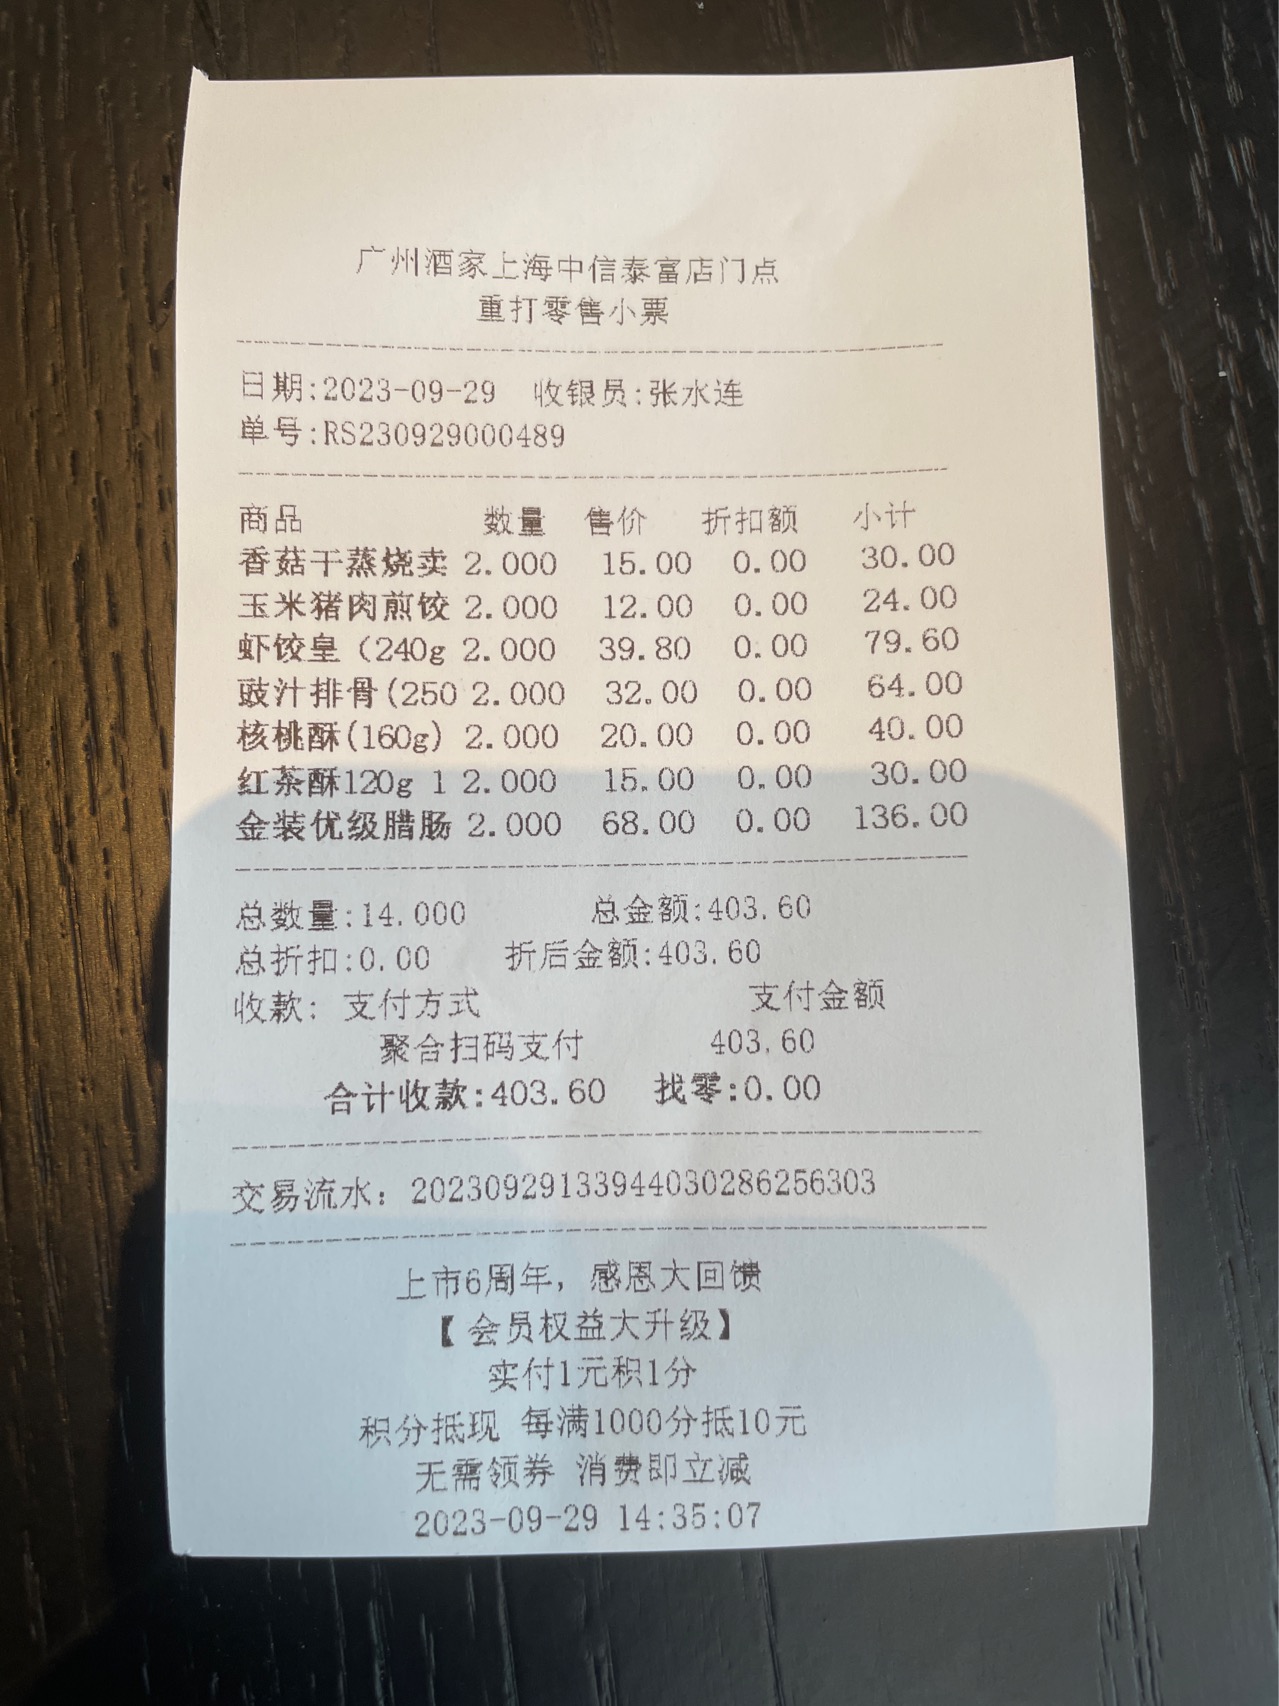 广州酒家上海中信泰富店门点
重打零售小票
日期:2023-09-29 收银员:张水连
单号:RS230929000489
商品 数量 售价 折扣额 小计
香菇干蒸烧卖 2.000 15.00 0.00 30.00
玉米猪肉煎饺 2.000 12.00 0.00 24.00
虾饺皇 (240g 2.000 39.80 0.00 79.60
豉汁排骨(250 2.000 32.00 0.00 64.00
核桃酥(160g) 2.000 20.00 0.00 40.00
红茶酥120g 1 2.000 15.00 0.00 30.00
金装优级腊肠 2.000 68.00 0.00 136.00
总数量:14.000 总金额:403.60
总折扣:0.00 折后金额:403.60
收款: 支付方式 支付金额
聚合扫码支付 403.60
合计收款:403.60 找零:0.00
交易流水: 20230929133944030286256303
上市6周年，感恩大回馈
【会员权益大升级】
实付1元积1分
积分抵现 每满1000分抵10元
无需领券 消费即立减
2023-09-29 14:35:07